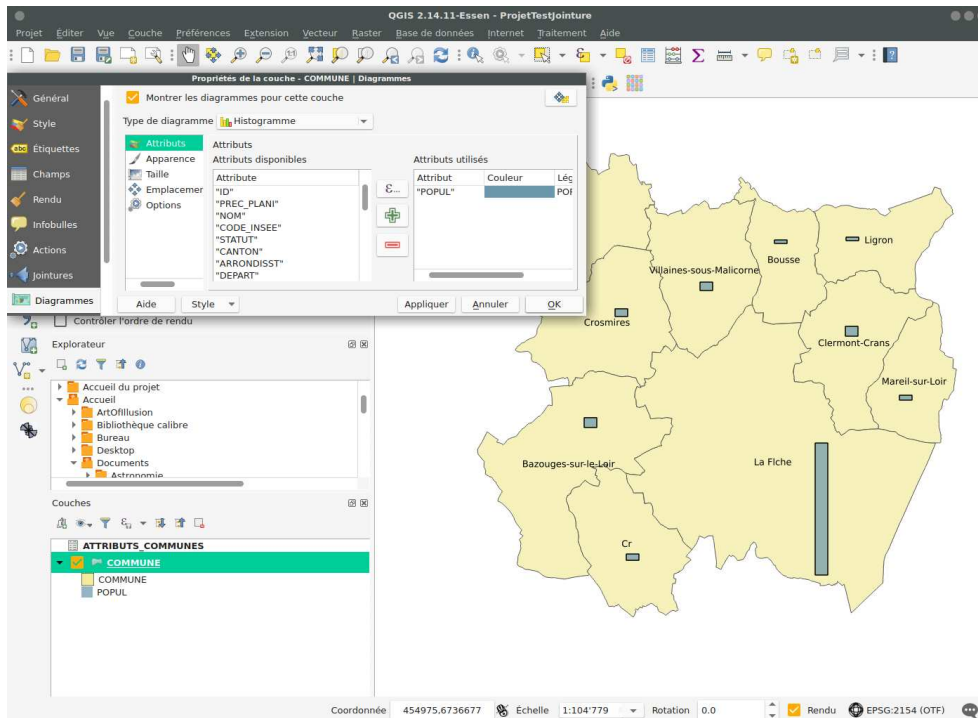 QGIS 2.14.11-Essen - ProjetTestJointure
Projet Éditer Vue Couche Préférences Extension Vecteur Raster Base de données Internet Traitement Aide
Propriétés de la couche - COMMUNE | Diagrammes
Général
Style
Étiquettes
Champs
Rendu
Infobulles
Actions
Jointures
Diagrammes
Montrer les diagrammes pour cette couche
Type de diagramme Histogramme
Attributs
Apparence
Taille
Emplacemer
Options
Attributs
Attributs disponibles
Attribute
"ID"
"PREC_PLANI"
"NOM"
"CODE_INSEE"
"STATUT"
"CANTON"
"ARRONDISST"
"DEPART"
Attributs utilisés
Attribut Couleur Lég
"POPUL" POF
Aide Style Appliquer Annuler OK
Contrôler l'ordre de rendu
Explorateur
Accueil du projet
Accueil
ArtOfIllusion
Bibliothèque calibre
Bureau
Desktop
Documents
Astronomie
Couches
ATTRIBUTS_COMMUNES
COMMUNE
COMMUNE
POPUL
Ligron
Bousse
Villaines-sous-Malicorne
Crosmires
Clermont-Crans
Mareil-sur-Loir
Bazouges-sur-le-Loir
La Flche
Cr
Coordonnée 454975.6736677 Échelle 1:104'779 Rotation 0.0 Rendu EPSG:2154 (OTF)